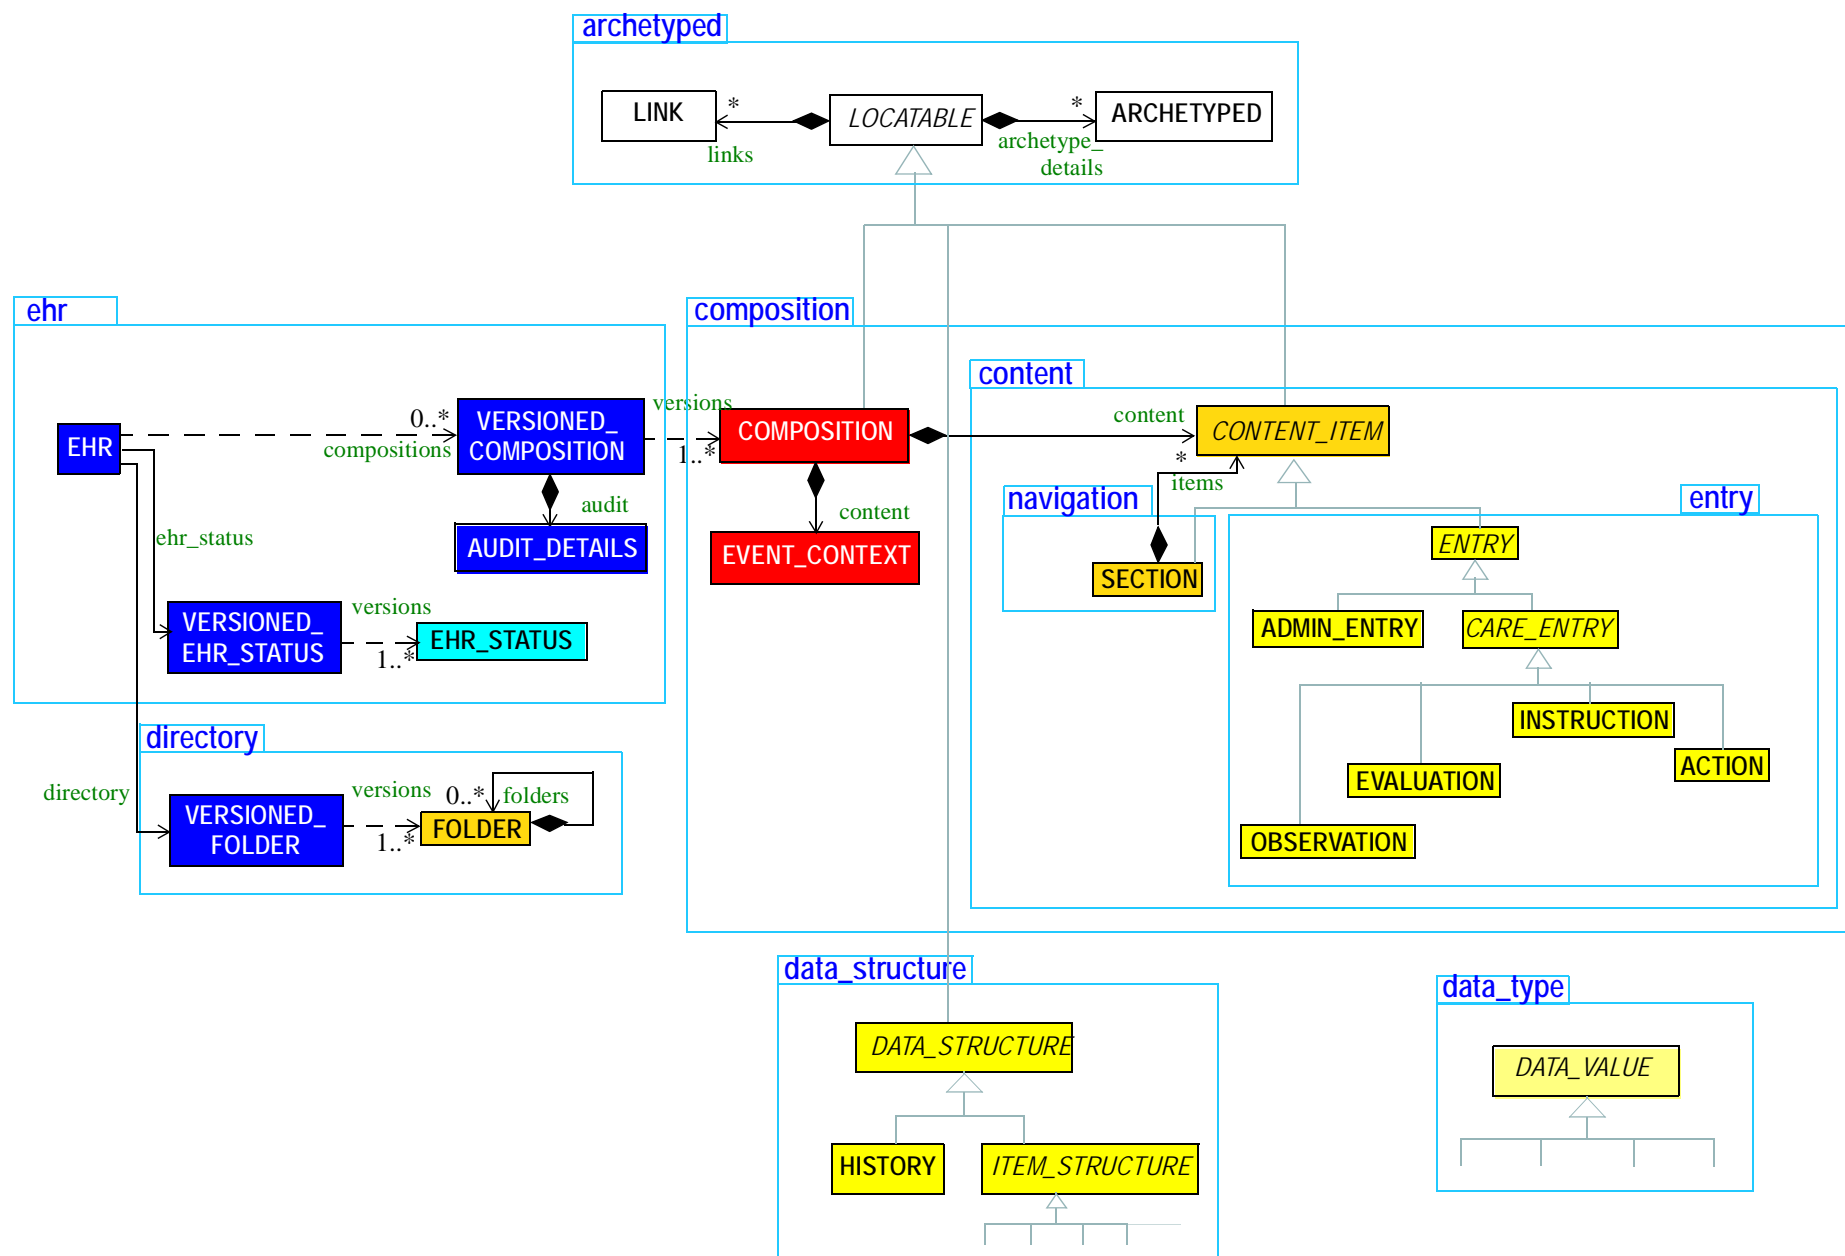 archetyped
LINK
*
LOCATABLE
*
ARCHETYPED
links
archetype_
details
ehr
composition
content
EHR
0..*
compositions
VERSIONED_
COMPOSITION
versions
1..*
COMPOSITION
content
*
CONTENT_ITEM
items
audit
AUDIT_DETAILS
content
EVENT_CONTEXT
navigation
SECTION
entry
ENTRY
ADMIN_ENTRY
CARE_ENTRY
INSTRUCTION
ACTION
EVALUATION
OBSERVATION
ehr_status
VERSIONED_
EHR_STATUS
versions
1..*
EHR_STATUS
directory
directory
VERSIONED_
FOLDER
versions
1..*
0..*
folders
FOLDER
data_structure
DATA_STRUCTURE
HISTORY
ITEM_STRUCTURE
data_type
DATA_VALUE